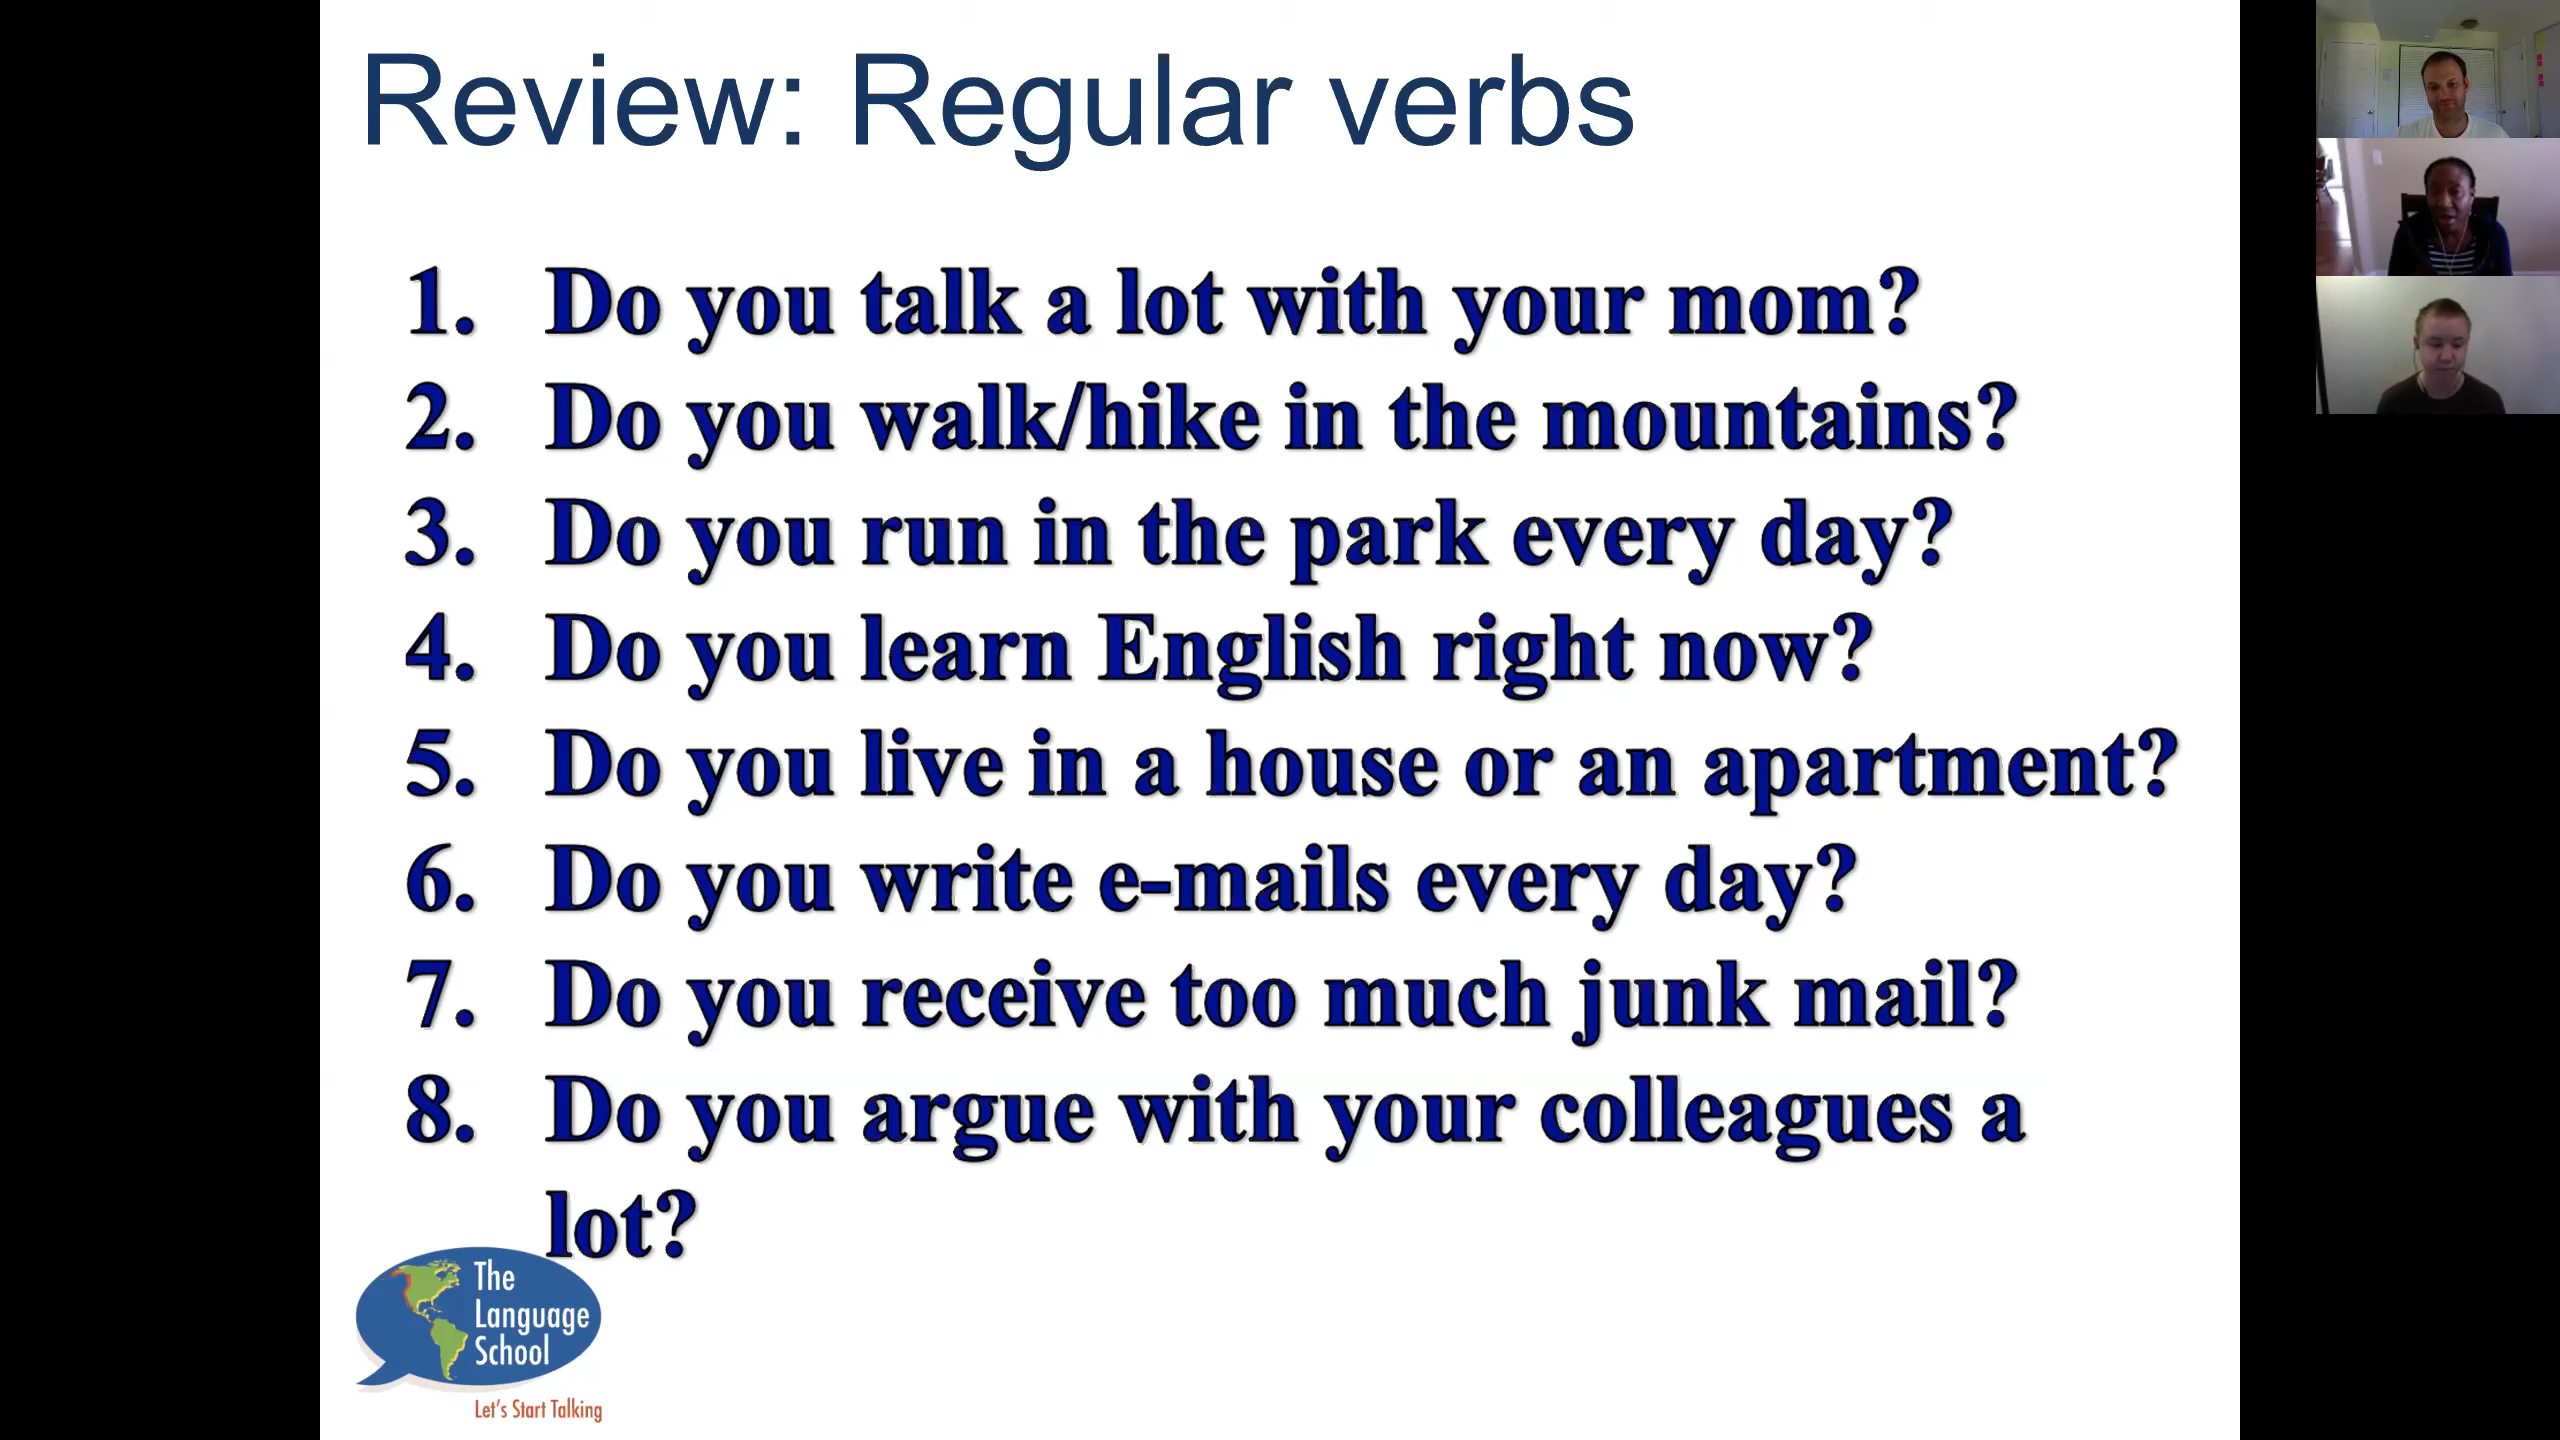 Review: Regular verbs
1. Do you talk a lot with your mom?
2. Do you walk/hike in the mountains?
3. Do you run in the park every day?
4. Do you learn English right now?
5. Do you live in a house or an apartment?
6. Do you write e-mails every day?
7. Do you receive too much junk mail?
8. Do you argue with your colleagues a
lot?
The
Language
School
Let's Start Talking